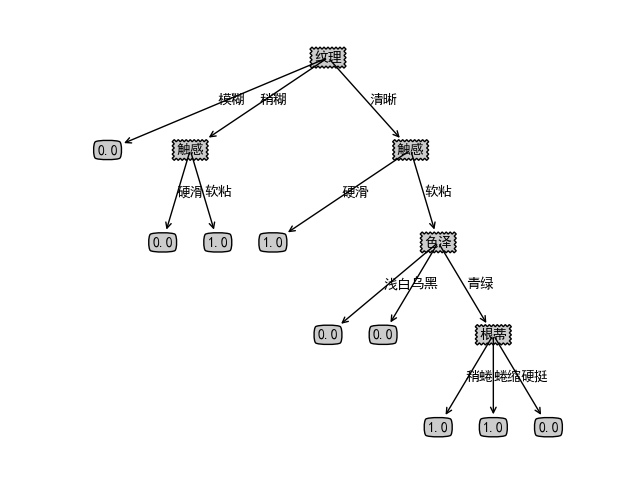 纹理
模糊 稍糊 清晰
0.0 触感 触感
硬滑 软粘 硬滑 软粘
0.0 1.0 1.0 色泽
浅白 乌黑 青绿
0.0 0.0 根蒂
稍蜷 蜷缩 硬挺
1.0 1.0 0.0